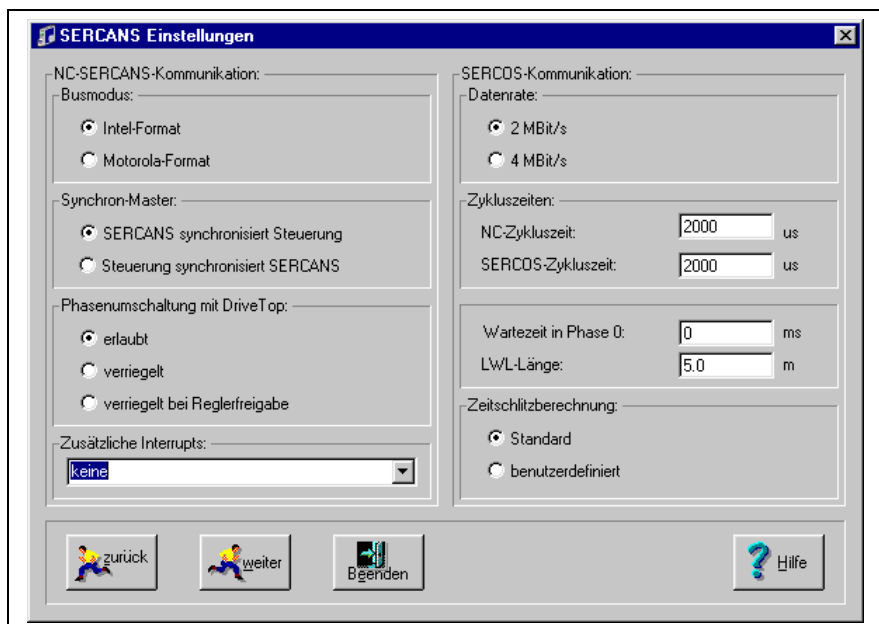 SERCANS Einstellungen
NC-SERCANS-Kommunikation:
Busmodus:
Intel-Format
Motorola-Format
Synchron-Master:
SERCANS synchronisiert Steuerung
Steuerung synchronisiert SERCANS
Phasenumschaltung mit DriveTop:
erlaubt
verriegelt
verriegelt bei Reglerfreigabe
Zusätzliche Interrupts:
keine
SERCOS-Kommunikation:
Datenrate:
2 MBit/s
4 MBit/s
Zykluszeiten:
NC-Zykluszeit: 2000 us
SERCOS-Zykluszeit: 2000 us
Wartezeit in Phase 0: 0 ms
LWL-Länge: 5.0 m
Zeitschlitzberechnung:
Standard
benutzerdefiniert
zurück
weiter
Beenden
Hilfe